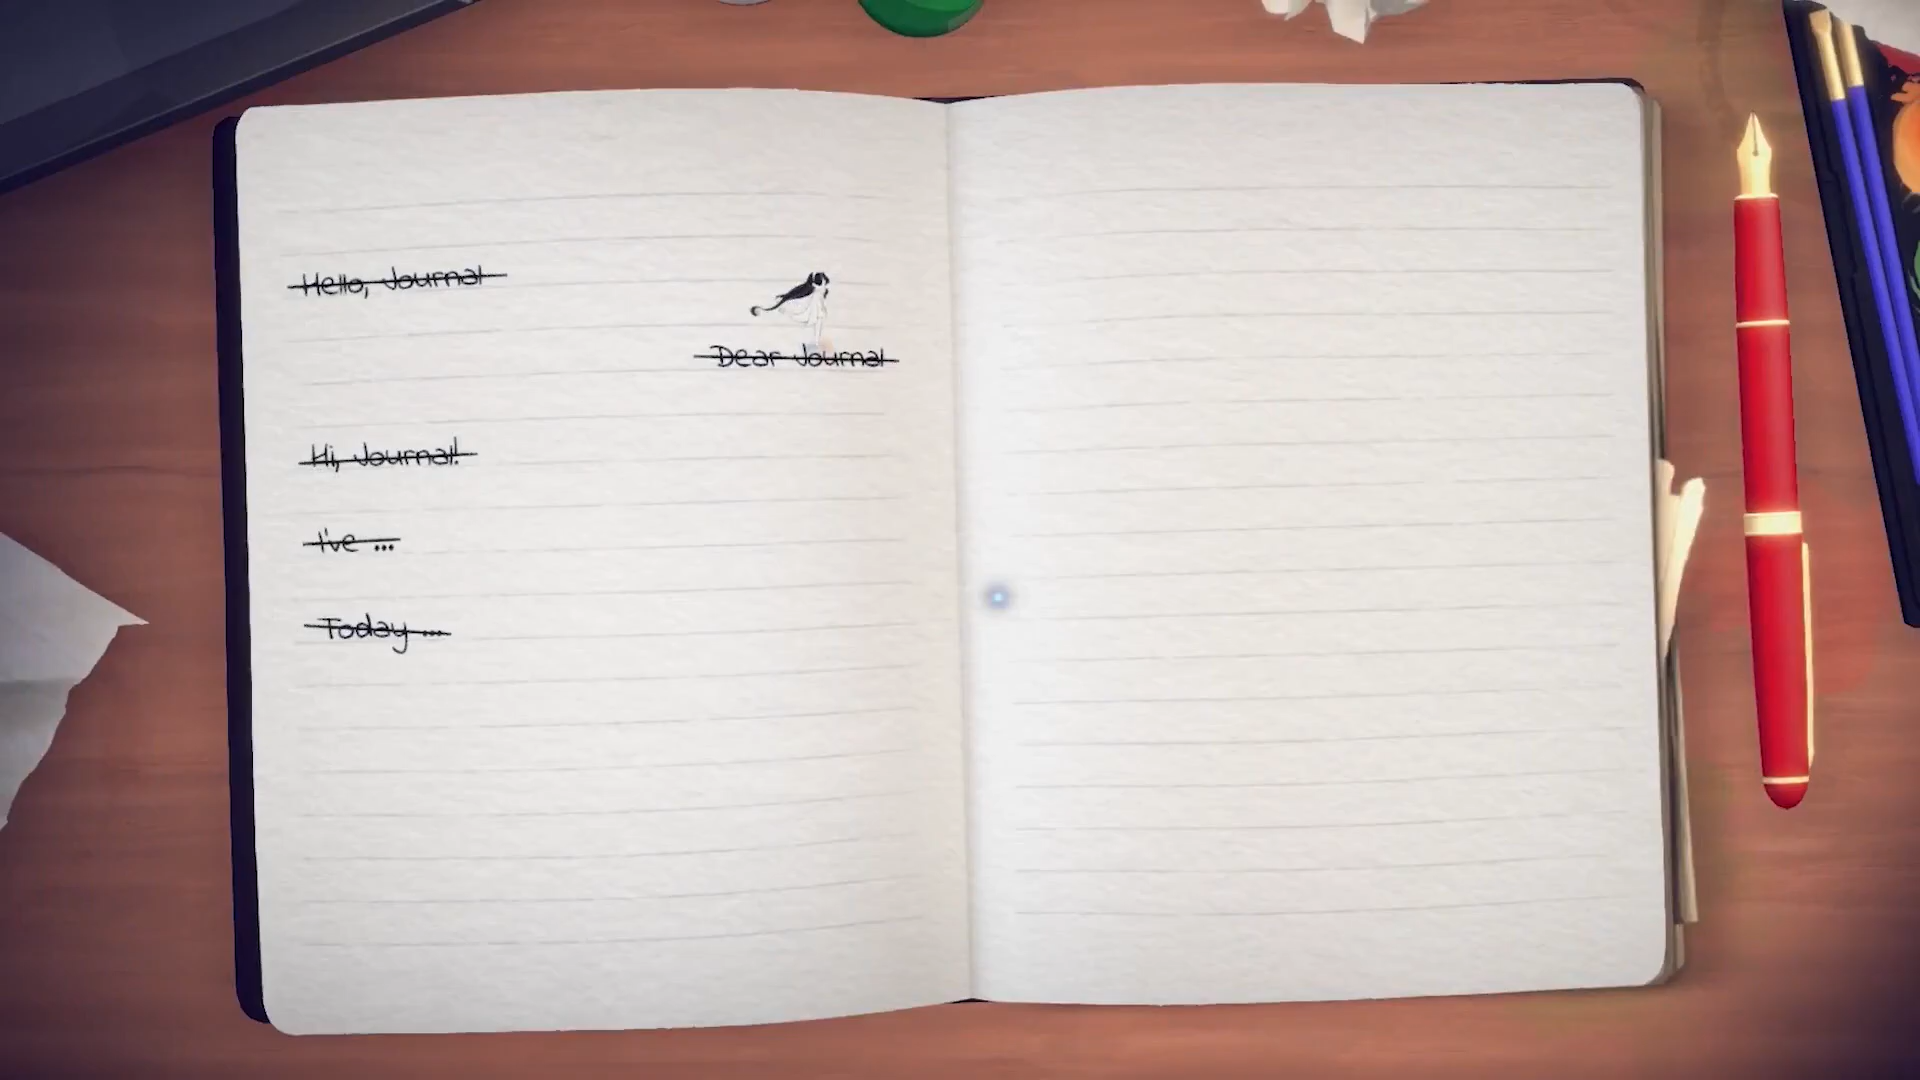 Hello, Journal
Dear Journal
Hi, Journal!
I've ...
Today ...